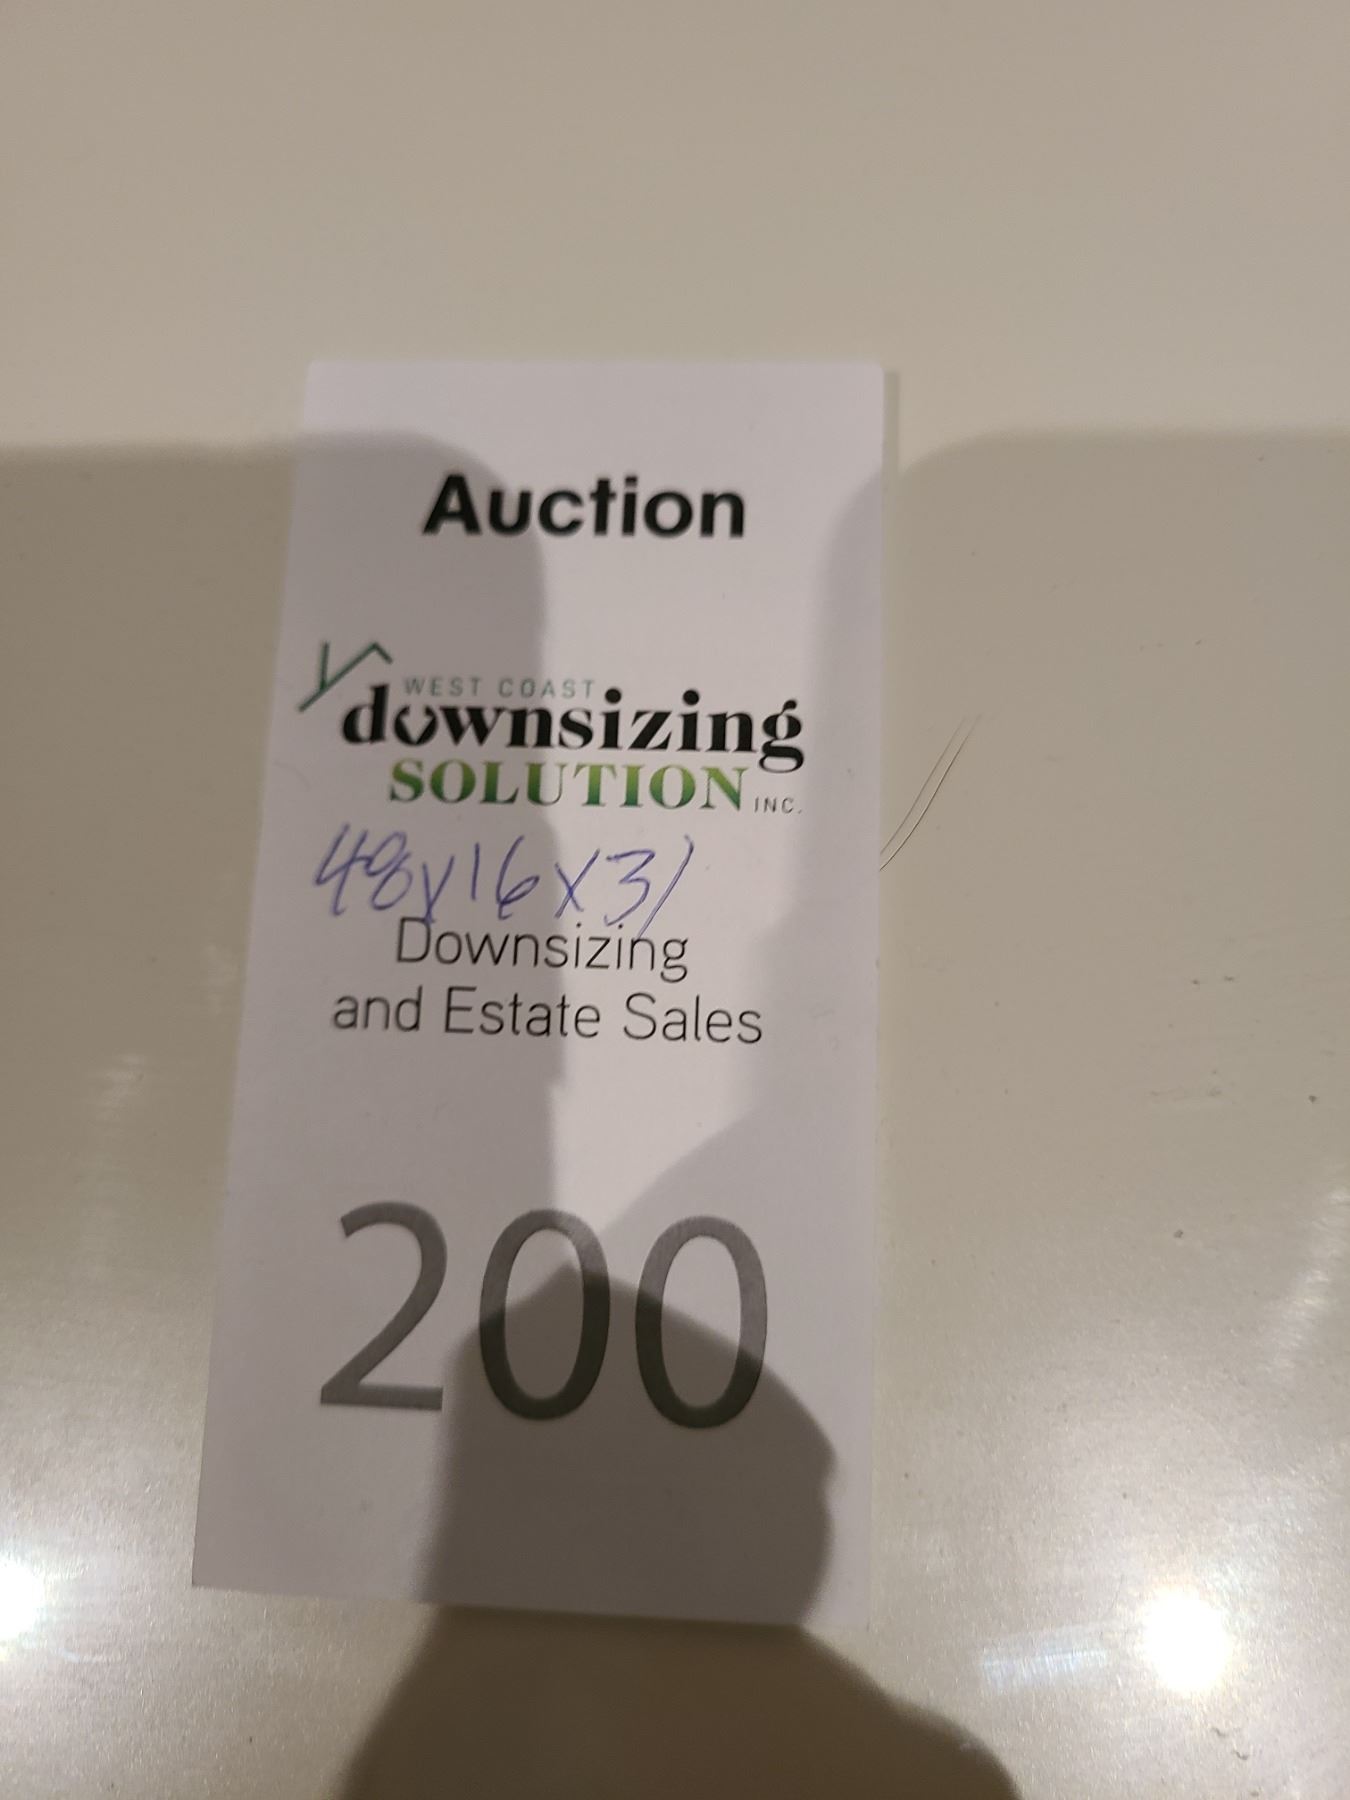 Auction
WEST COAST
downsizing
SOLUTION INC.
48x16x31
Downsizing
and Estate Sales
200